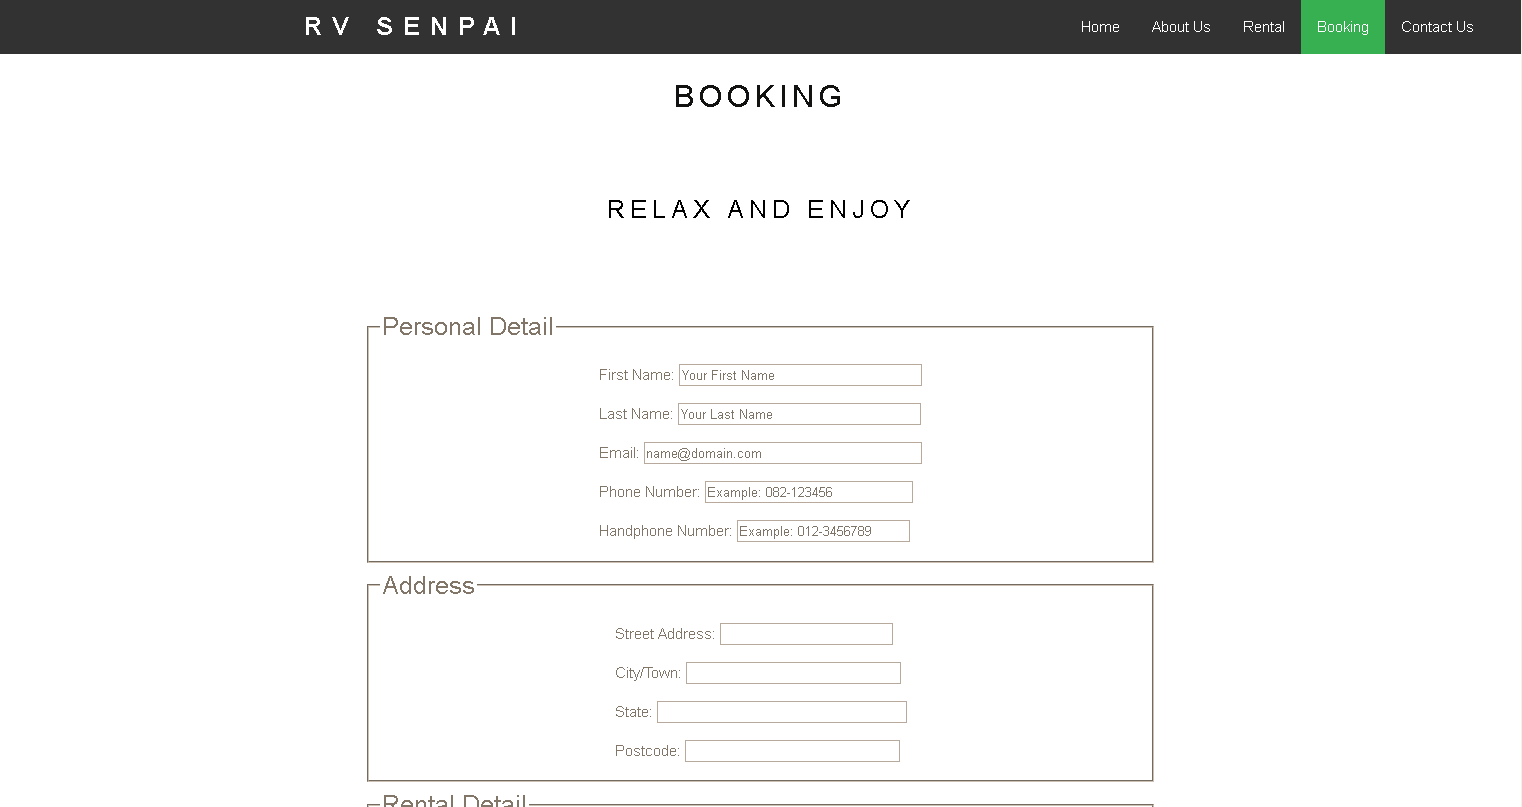 RV SENPAI
Home About Us Rental Booking Contact Us
BOOKING
RELAX AND ENJOY
Personal Detail
First Name: Your First Name
Last Name: Your Last Name
Email: name@domain.com
Phone Number: Example: 082-123456
Handphone Number: Example: 012-3456789
Address
Street Address:
City/Town:
State:
Postcode:
Rental Detail